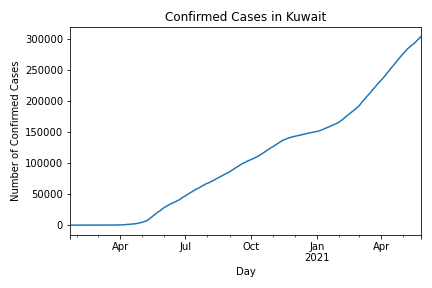 Confirmed Cases in Kuwait
Number of Confirmed Cases
300000
250000
200000
150000
100000
50000
0
Apr Jul Oct Jan Apr
2021
Day